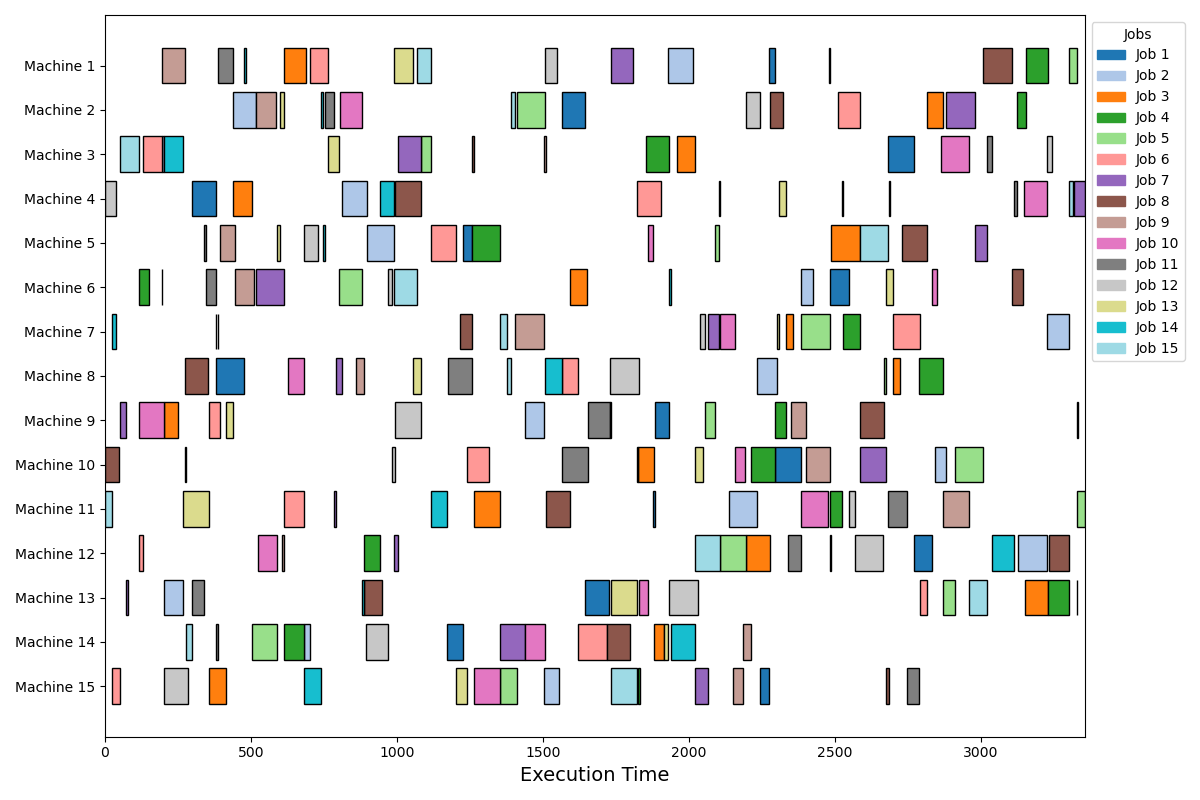 Machine 1
Machine 2
Machine 3
Machine 4
Machine 5
Machine 6
Machine 7
Machine 8
Machine 9
Machine 10
Machine 11
Machine 12
Machine 13
Machine 14
Machine 15
0 500 1000 1500 2000 2500 3000
Execution Time
Jobs
Job 1
Job 2
Job 3
Job 4
Job 5
Job 6
Job 7
Job 8
Job 9
Job 10
Job 11
Job 12
Job 13
Job 14
Job 15